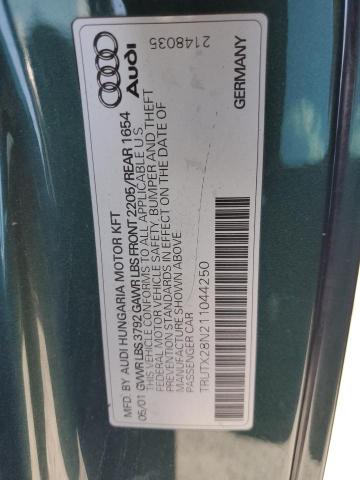 Audi
2148035
MFD. BY AUDI HUNGARIA MOTOR KFT
05/01 GVWR LBS 3792 GAWR LBS FRONT 2205/REAR 1654
THIS VEHICLE CONFORMS TO ALL APPLICABLE U S
FEDERAL MOTOR VEHICLE SAFETY, BUMPER AND THEFT
PREVENTION STANDARDS IN EFFECT ON THE DATE OF
MANUFACTURE SHOWN ABOVE
PASSENGER CAR
TRUTX28N211044250
GERMANY